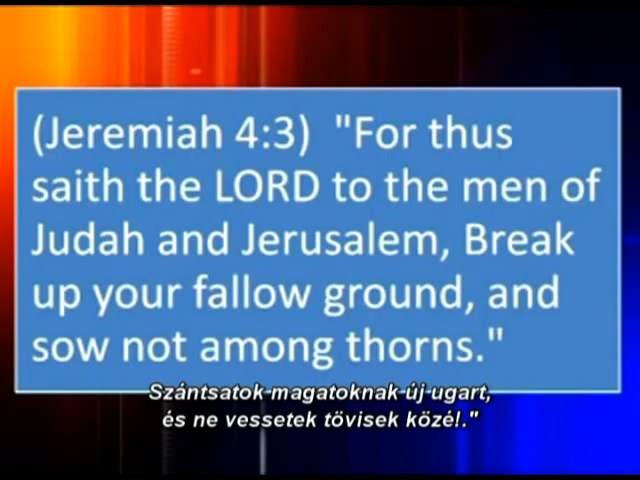 (Jeremiah 4:3)  "For thus
saith the LORD to the men of
Judah and Jerusalem, Break
up your fallow ground, and
sow not among thorns."
Szántsatok magatoknak új ugart,
és ne vessetek tövisek közé!."